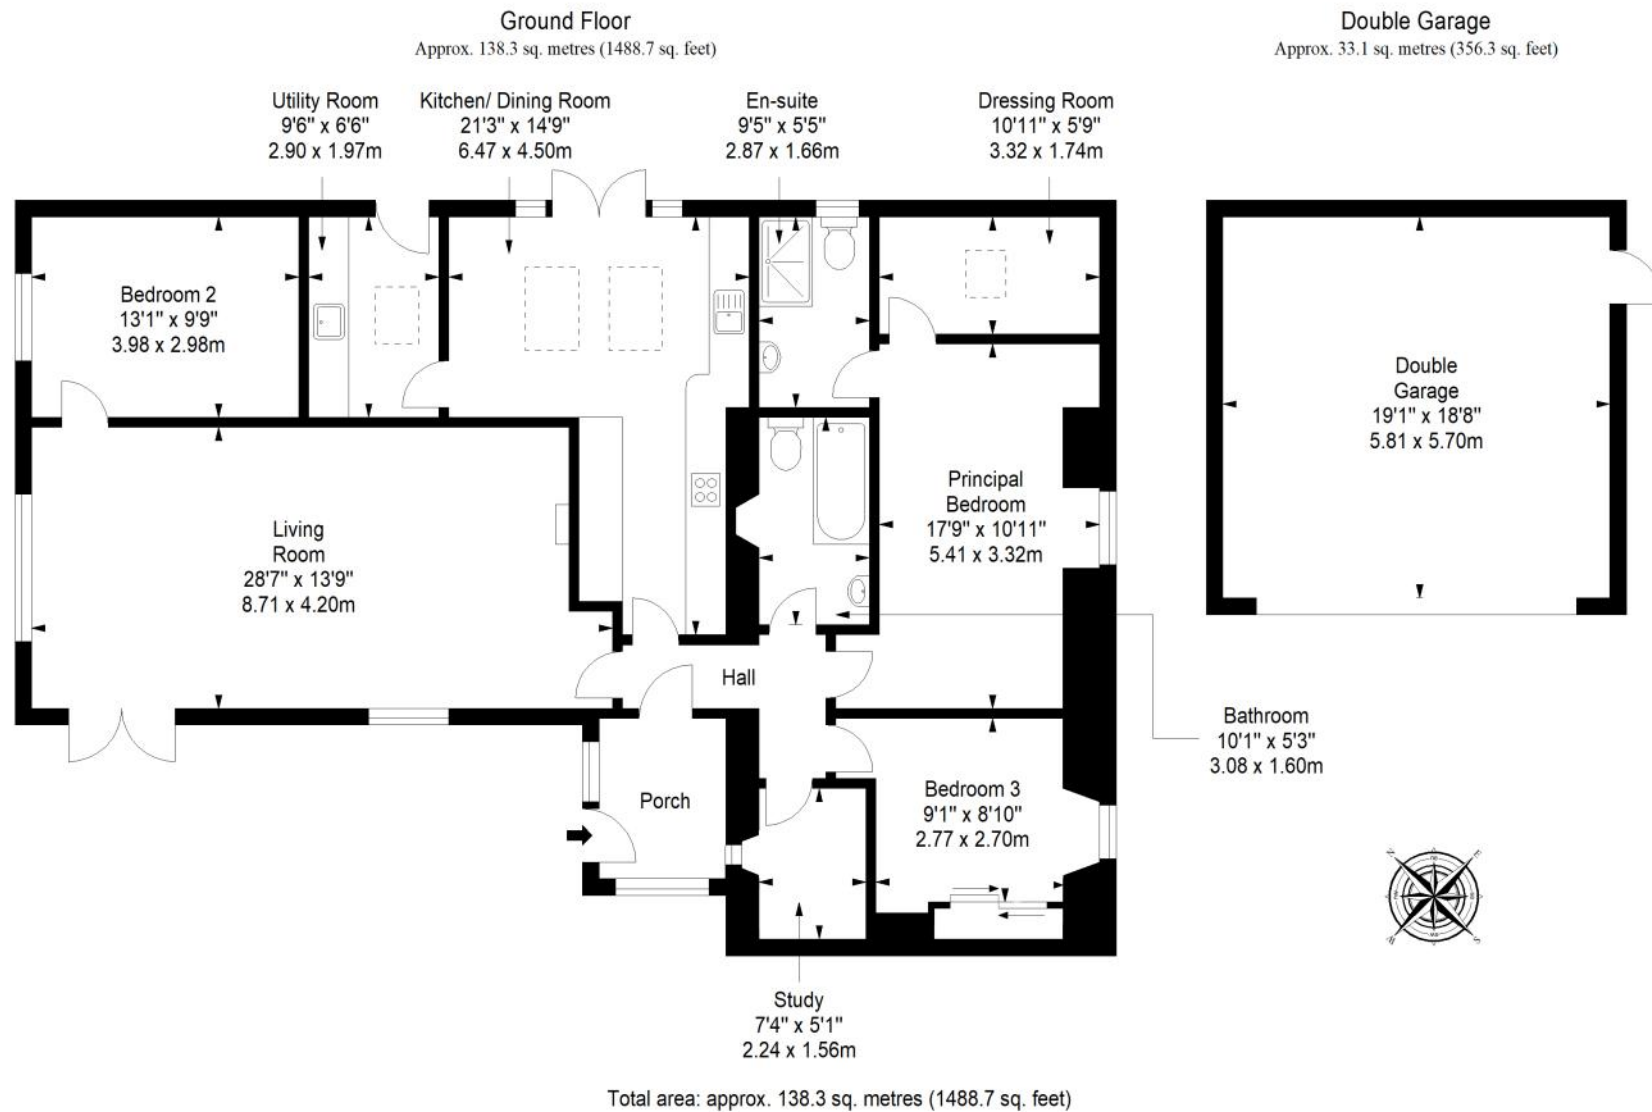 Ground Floor
Approx. 138.3 sq. metres (1488.7 sq. feet)
Double Garage
Approx. 33.1 sq. metres (356.3 sq. feet)
Utility Room
9'6" x 6'6"
2.90 x 1.97m
Kitchen/ Dining Room
21'3" x 14'9"
6.47 x 4.50m
En-suite
9'5" x 5'5"
2.87 x 1.66m
Dressing Room
10'11" x 5'9"
3.32 x 1.74m
Bedroom 2
13'1" x 9'9"
3.98 x 2.98m
Double
Garage
19'1" x 18'8"
5.81 x 5.70m
Principal
Bedroom
17'9" x 10'11"
5.41 x 3.32m
Living
Room
28'7" x 13'9"
8.71 x 4.20m
Hall
Bathroom
10'1" x 5'3"
3.08 x 1.60m
Porch
Bedroom 3
9'1" x 8'10"
2.77 x 2.70m
N
E
W
S
Study
7'4" x 5'1"
2.24 x 1.56m
Total area: approx. 138.3 sq. metres (1488.7 sq. feet)